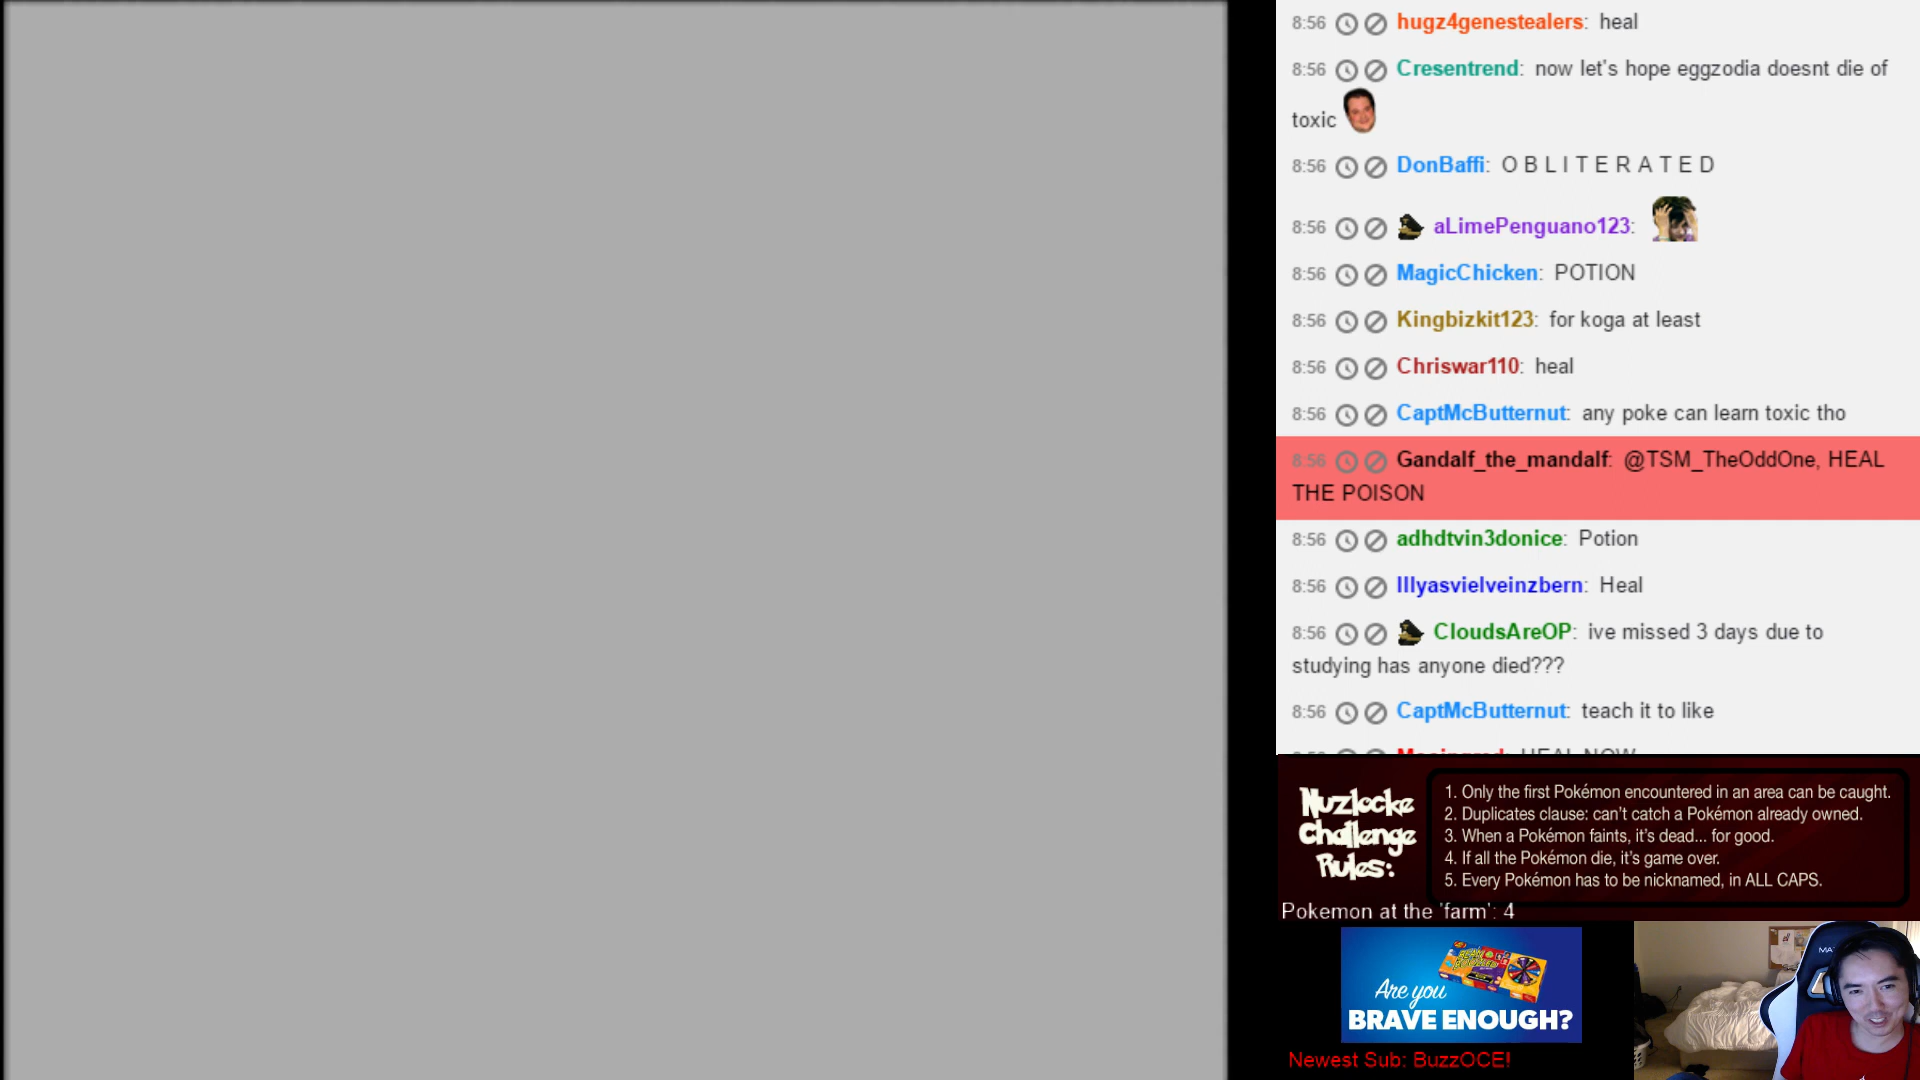 8:56 hugz4genestealers: heal
8:56 Cresentrend: now let's hope eggzodia doesnt die of
toxic
8:56 DonBaffi: O B L I T E R A T E D
8:56 aLimePenguano123:
8:56 MagicChicken: POTION
8:56 Kingbizkit123: for koga at least
8:56 Chriswar110: heal
8:56 CaptMcButternut: any poke can learn toxic tho
8:56 Gandalf_the_mandalf: @TSM_TheOddOne, HEAL
THE POISON
8:56 adhdtvin3donice: Potion
8:56 Illyasvielveinzbern: Heal
8:56 CloudsAreOP: ive missed 3 days due to
studying has anyone died???
8:56 CaptMcButternut: teach it to like
HEAL NOW
Nuzlocke
Challenge
Rules:
1. Only the first Pokémon encountered in an area can be caught.
2. Duplicates clause: can't catch a Pokémon already owned.
3. When a Pokémon faints, it's dead... for good.
4. If all the Pokémon die, it's game over.
5. Every Pokémon has to be nicknamed, in ALL CAPS.
Pokemon at the 'farm': 4
Are you
BRAVE ENOUGH?
Newest Sub: BuzzOCE!